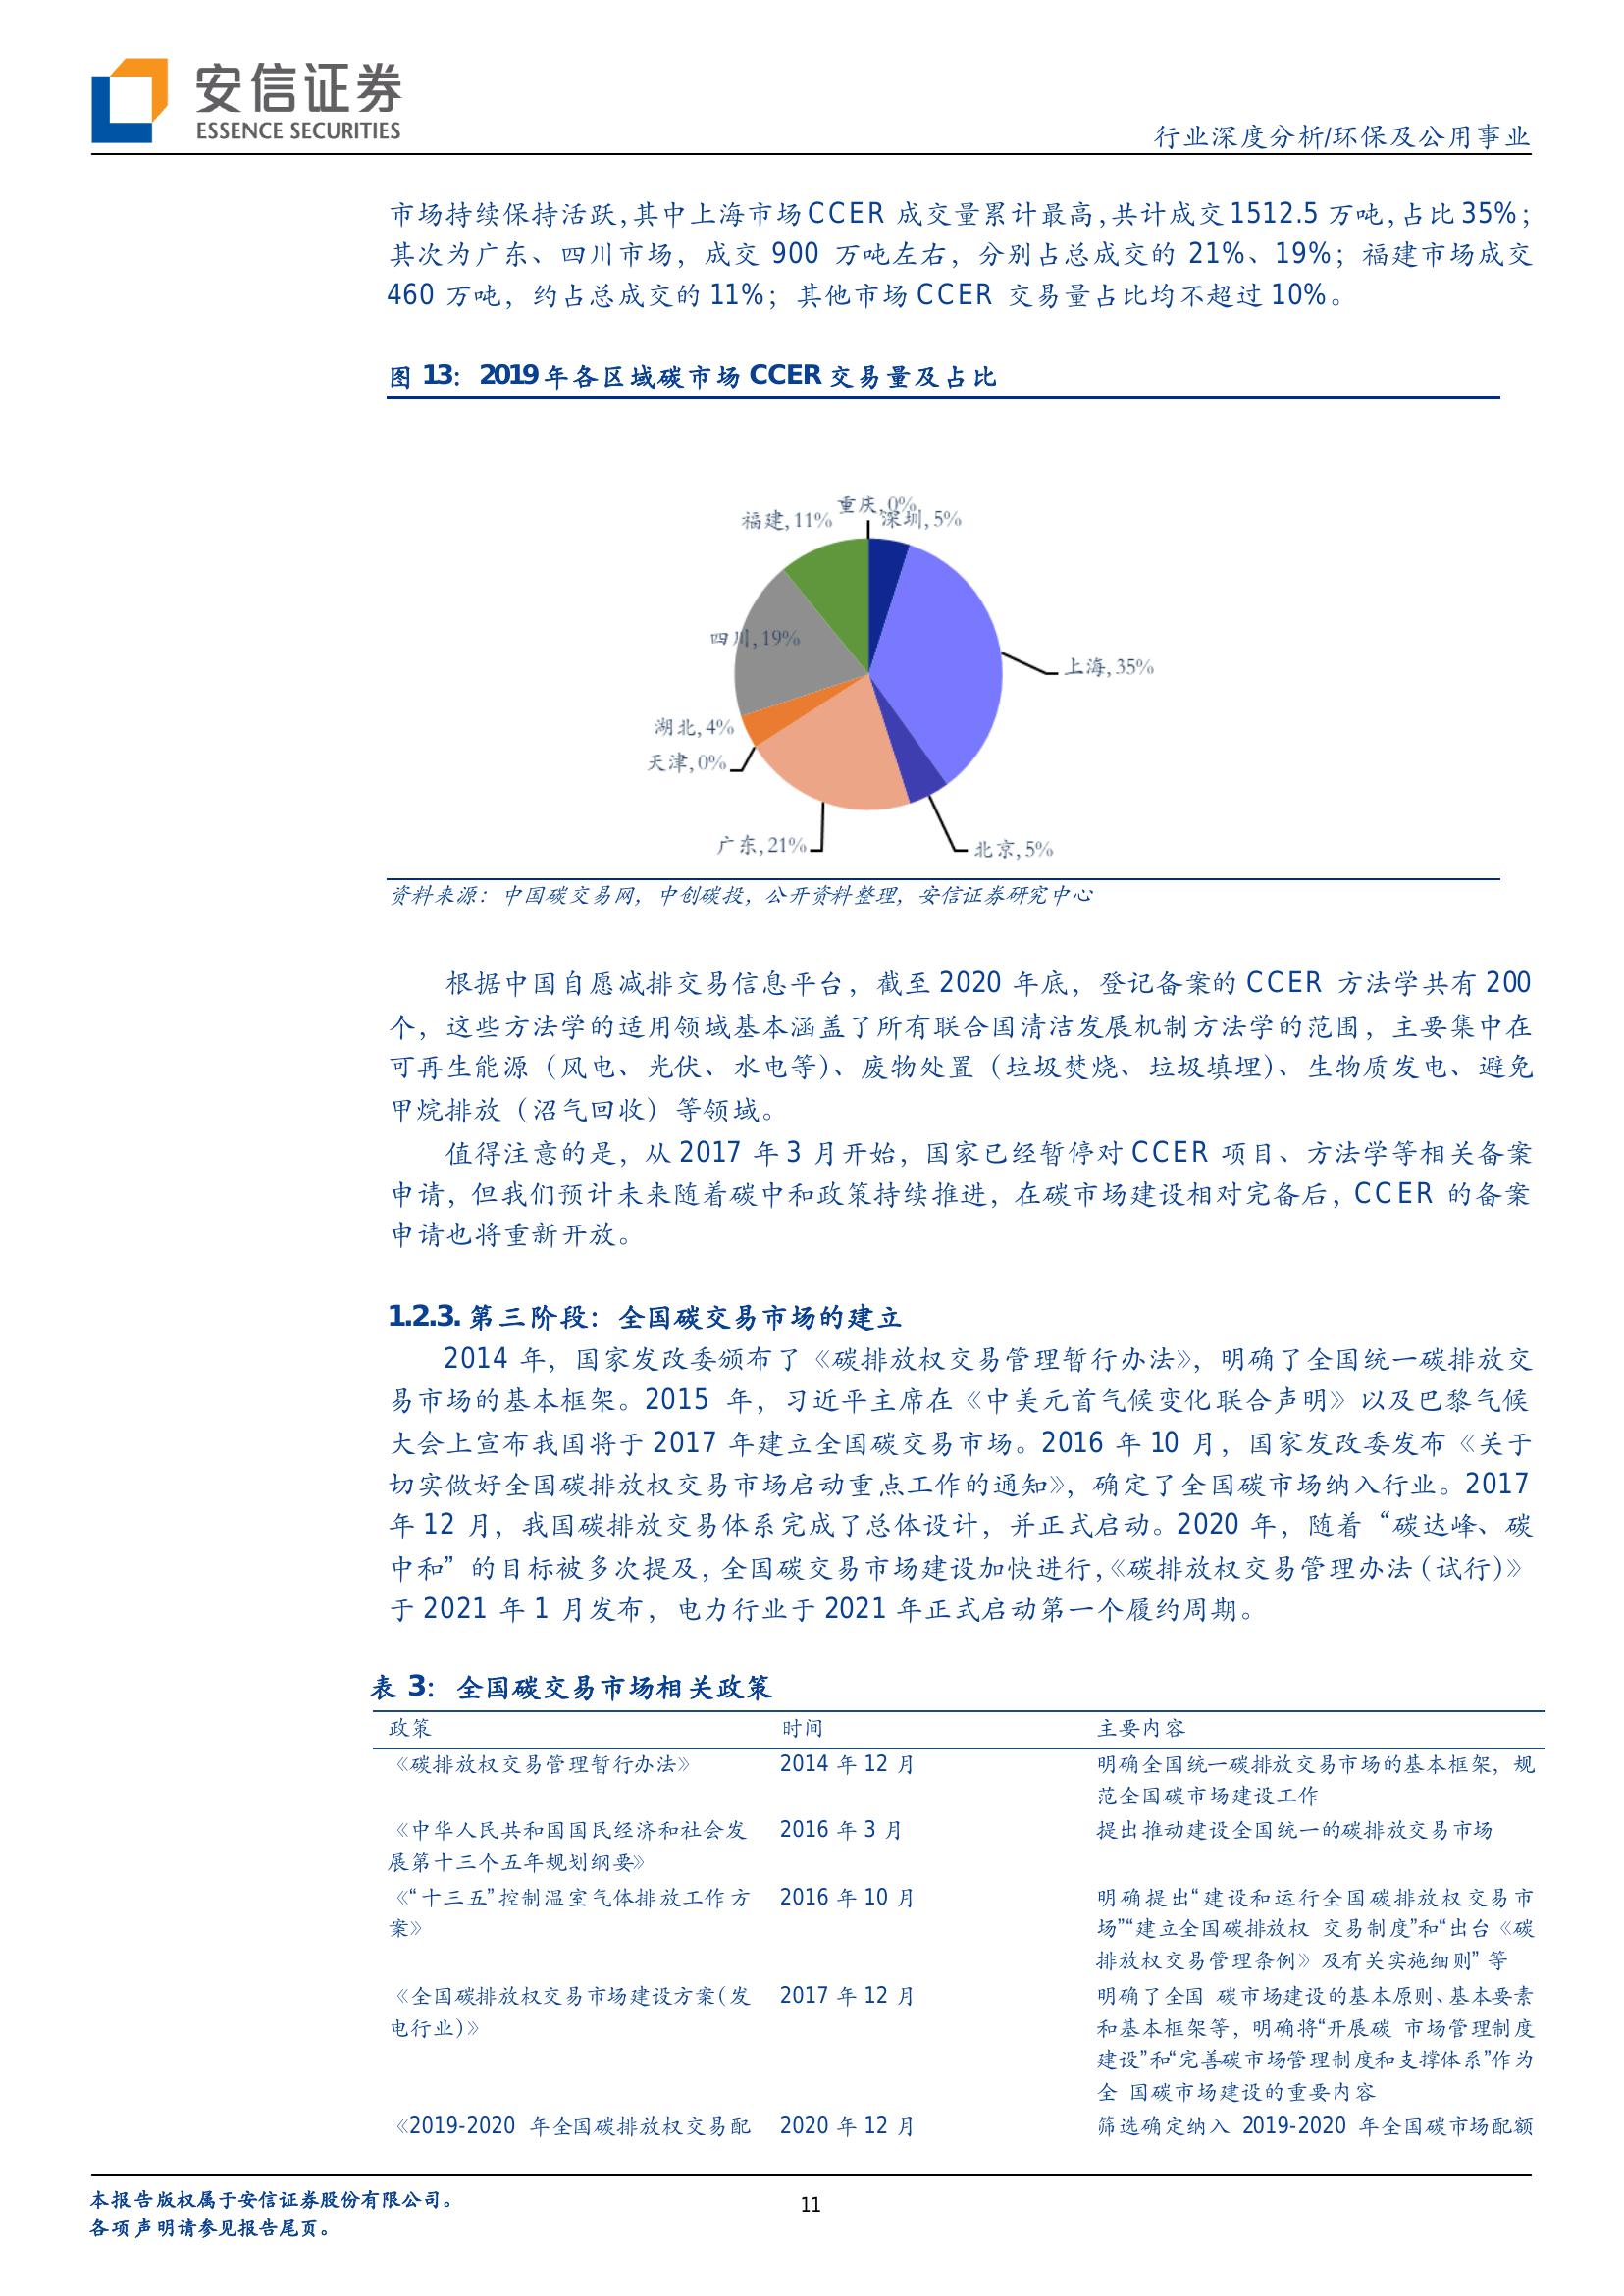 安信证券
ESSENCE SECURITIES
行业深度分析/环保及公用事业
市场持续保持活跃,其中上海市场CCER 成交量累计最高,共计成交1512.5 万吨,占比35%;
其次为广东、四川市场，成交 900 万吨左右，分别占总成交的 21%、19%；福建市场成交
460 万吨，约占总成交的 11%；其他市场 CCER 交易量占比均不超过 10%。
图 13： 2019年各区域碳市场 CCER 交易量及占比
重庆,0%
福建,11%
深圳,5%
四川,19%
上海,35%
湖北,4%
天津,0%
广东,21%
北京,5%
资料来源：中国碳交易网，中创碳投，公开资料整理，安信证券研究中心
根据中国自愿减排交易信息平台，截至 2020 年底，登记备案的 CCER 方法学共有 200
个，这些方法学的适用领域基本涵盖了所有联合国清洁发展机制方法学的范围，主要集中在
可再生能源（风电、光伏、水电等)、废物处置（垃圾焚烧、垃圾填埋)、生物质发电、避免
甲烷排放（沼气回收）等领域。
值得注意的是，从 2017 年 3 月开始，国家已经暂停对 CCER 项目、方法学等相关备案
申请，但我们预计未来随着碳中和政策持续推进，在碳市场建设相对完备后，CCER 的备案
申请也将重新开放。
1.2.3. 第三阶段：全国碳交易市场的建立
2014 年，国家发改委颁布了《碳排放权交易管理暂行办法》，明确了全国统一碳排放交
易市场的基本框架。2015 年，习近平主席在《中美元首气候变化联合声明》以及巴黎气候
大会上宣布我国将于 2017 年建立全国碳交易市场。2016 年 10 月，国家发改委发布《关于
切实做好全国碳排放权交易市场启动重点工作的通知》，确定了全国碳市场纳入行业。2017
年 12 月，我国碳排放交易体系完成了总体设计，并正式启动。2020 年，随着“碳达峰、碳
中和”的目标被多次提及,全国碳交易市场建设加快进行,《碳排放权交易管理办法(试行)》
于 2021 年 1 月发布，电力行业于 2021 年正式启动第一个履约周期。
表 3： 全国碳交易市场相关政策
政策 时间 主要内容
《碳排放权交易管理暂行办法》 2014 年 12 月 明确全国统一碳排放交易市场的基本框架，规
范全国碳市场建设工作
《中华人民共和国国民经济和社会发 2016 年 3 月 提出推动建设全国统一的碳排放交易市场
展第十三个五年规划纲要》
《“十三五”控制温室气体排放工作方 2016 年 10 月 明确提出“建设和运行全国碳排放权交易市
案》 场”“建立全国碳排放权 交易制度”和“出台《碳
排放权交易管理条例》及有关实施细则” 等
《全国碳排放权交易市场建设方案(发 2017 年 12 月 明确了全国 碳市场建设的基本原则、基本要素
电行业)》 和基本框架等，明确将“开展碳 市场管理制度
建设”和“完善碳市场管理制度和支撑体系”作为
全 国碳市场建设的重要内容
《2019-2020 年全国碳排放权交易配 2020 年 12 月 筛选确定纳入 2019-2020 年全国碳市场配额
本报告版权属于安信证券股份有限公司。
各项声明请参见报告尾页。
11